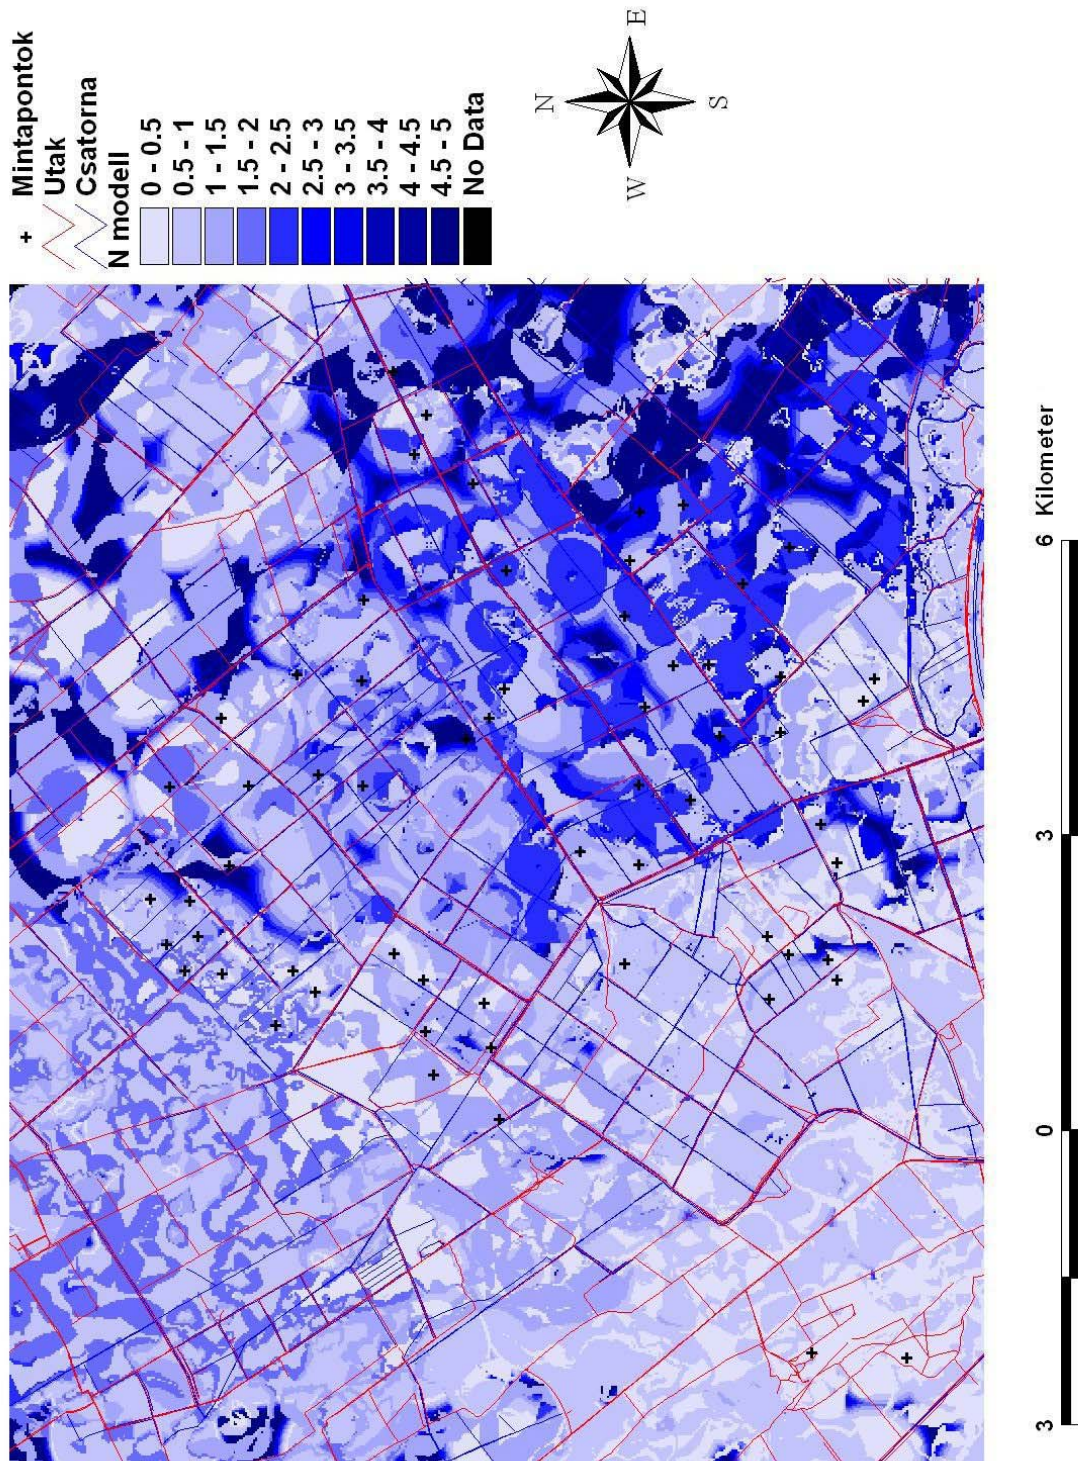 + Mintapontok
Utak
Csatorna
N modell
0 - 0.5
0.5 - 1
1 - 1.5
1.5 - 2
2 - 2.5
2.5 - 3
3 - 3.5
3.5 - 4
4 - 4.5
4.5 - 5
No Data
N
W E
S
3 0 3 6 Kilometer